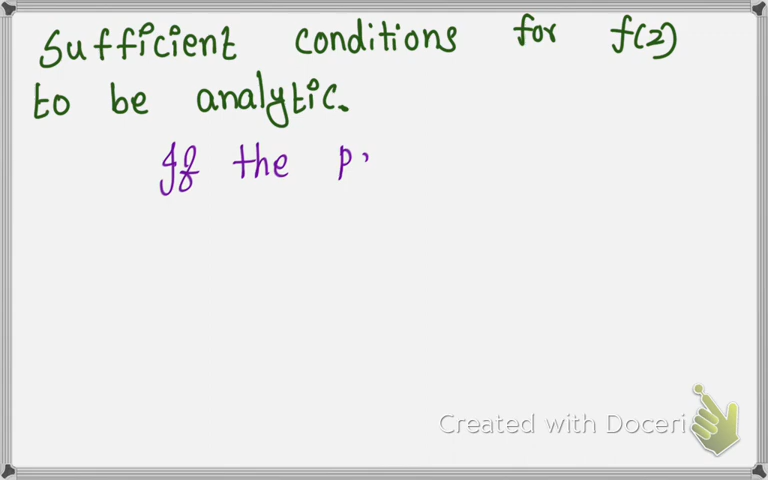 Sufficient conditions for f(z)
to be analytic.
If the p
Created with Doceri